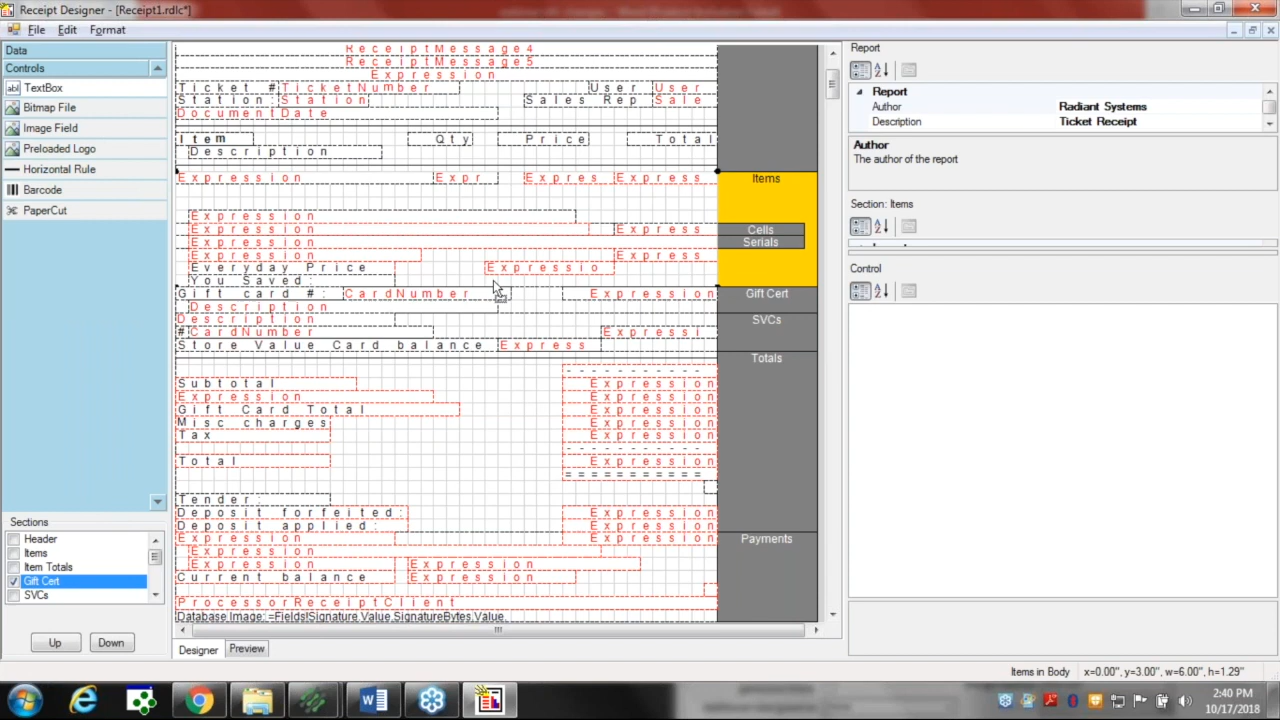 Receipt Designer - [Receipt1.rdlc*]
File Edit Format
Data
Controls
abl TextBox
Bitmap File
Image Field
Preloaded Logo
Horizontal Rule
Barcode
PaperCut
Sections
Header
Items
Item Totals
Gift Cert
SVCs
Up Down
ReceiptMessage4
ReceiptMessage5
Expression
Ticket # TicketNumber User User
Station: Station Sales Rep Sale
DocumentDate
Item Qty Price Total
Description
Expression Expr Expres Express Items
Expression
Expression Express Cells
Expression Serials
Expression Express
Everyday Price Expressio
You Saved:
Gift card #: CardNumber Expression Gift Cert
Description
Description SVCs
# CardNumber Expressi
Store Value Card balance Express
Totals
- - - - - - - - - - -
Subtotal Expression
Expression Expression
Gift Card Total Expression
Misc charges Expression
Tax Expression
- - - - - - - - - - -
Total Expression
= = = = = = = = = = =
Tender:
Deposit forfeited: Expression
Deposit applied: Expression
Expression Expression Payments
Expression
Expression Expression
Current balance Expression
ProcessorReceiptClient
Database Image: =Fields!Signature.Value.SignatureBytes.Value
Designer Preview
Report
Report
Author Radiant Systems
Description Ticket Receipt
Author
The author of the report
Section: Items
Control
Items in Body x=0.00", y=3.00" w=6.00", h=1.29"
2:40 PM
10/17/2018